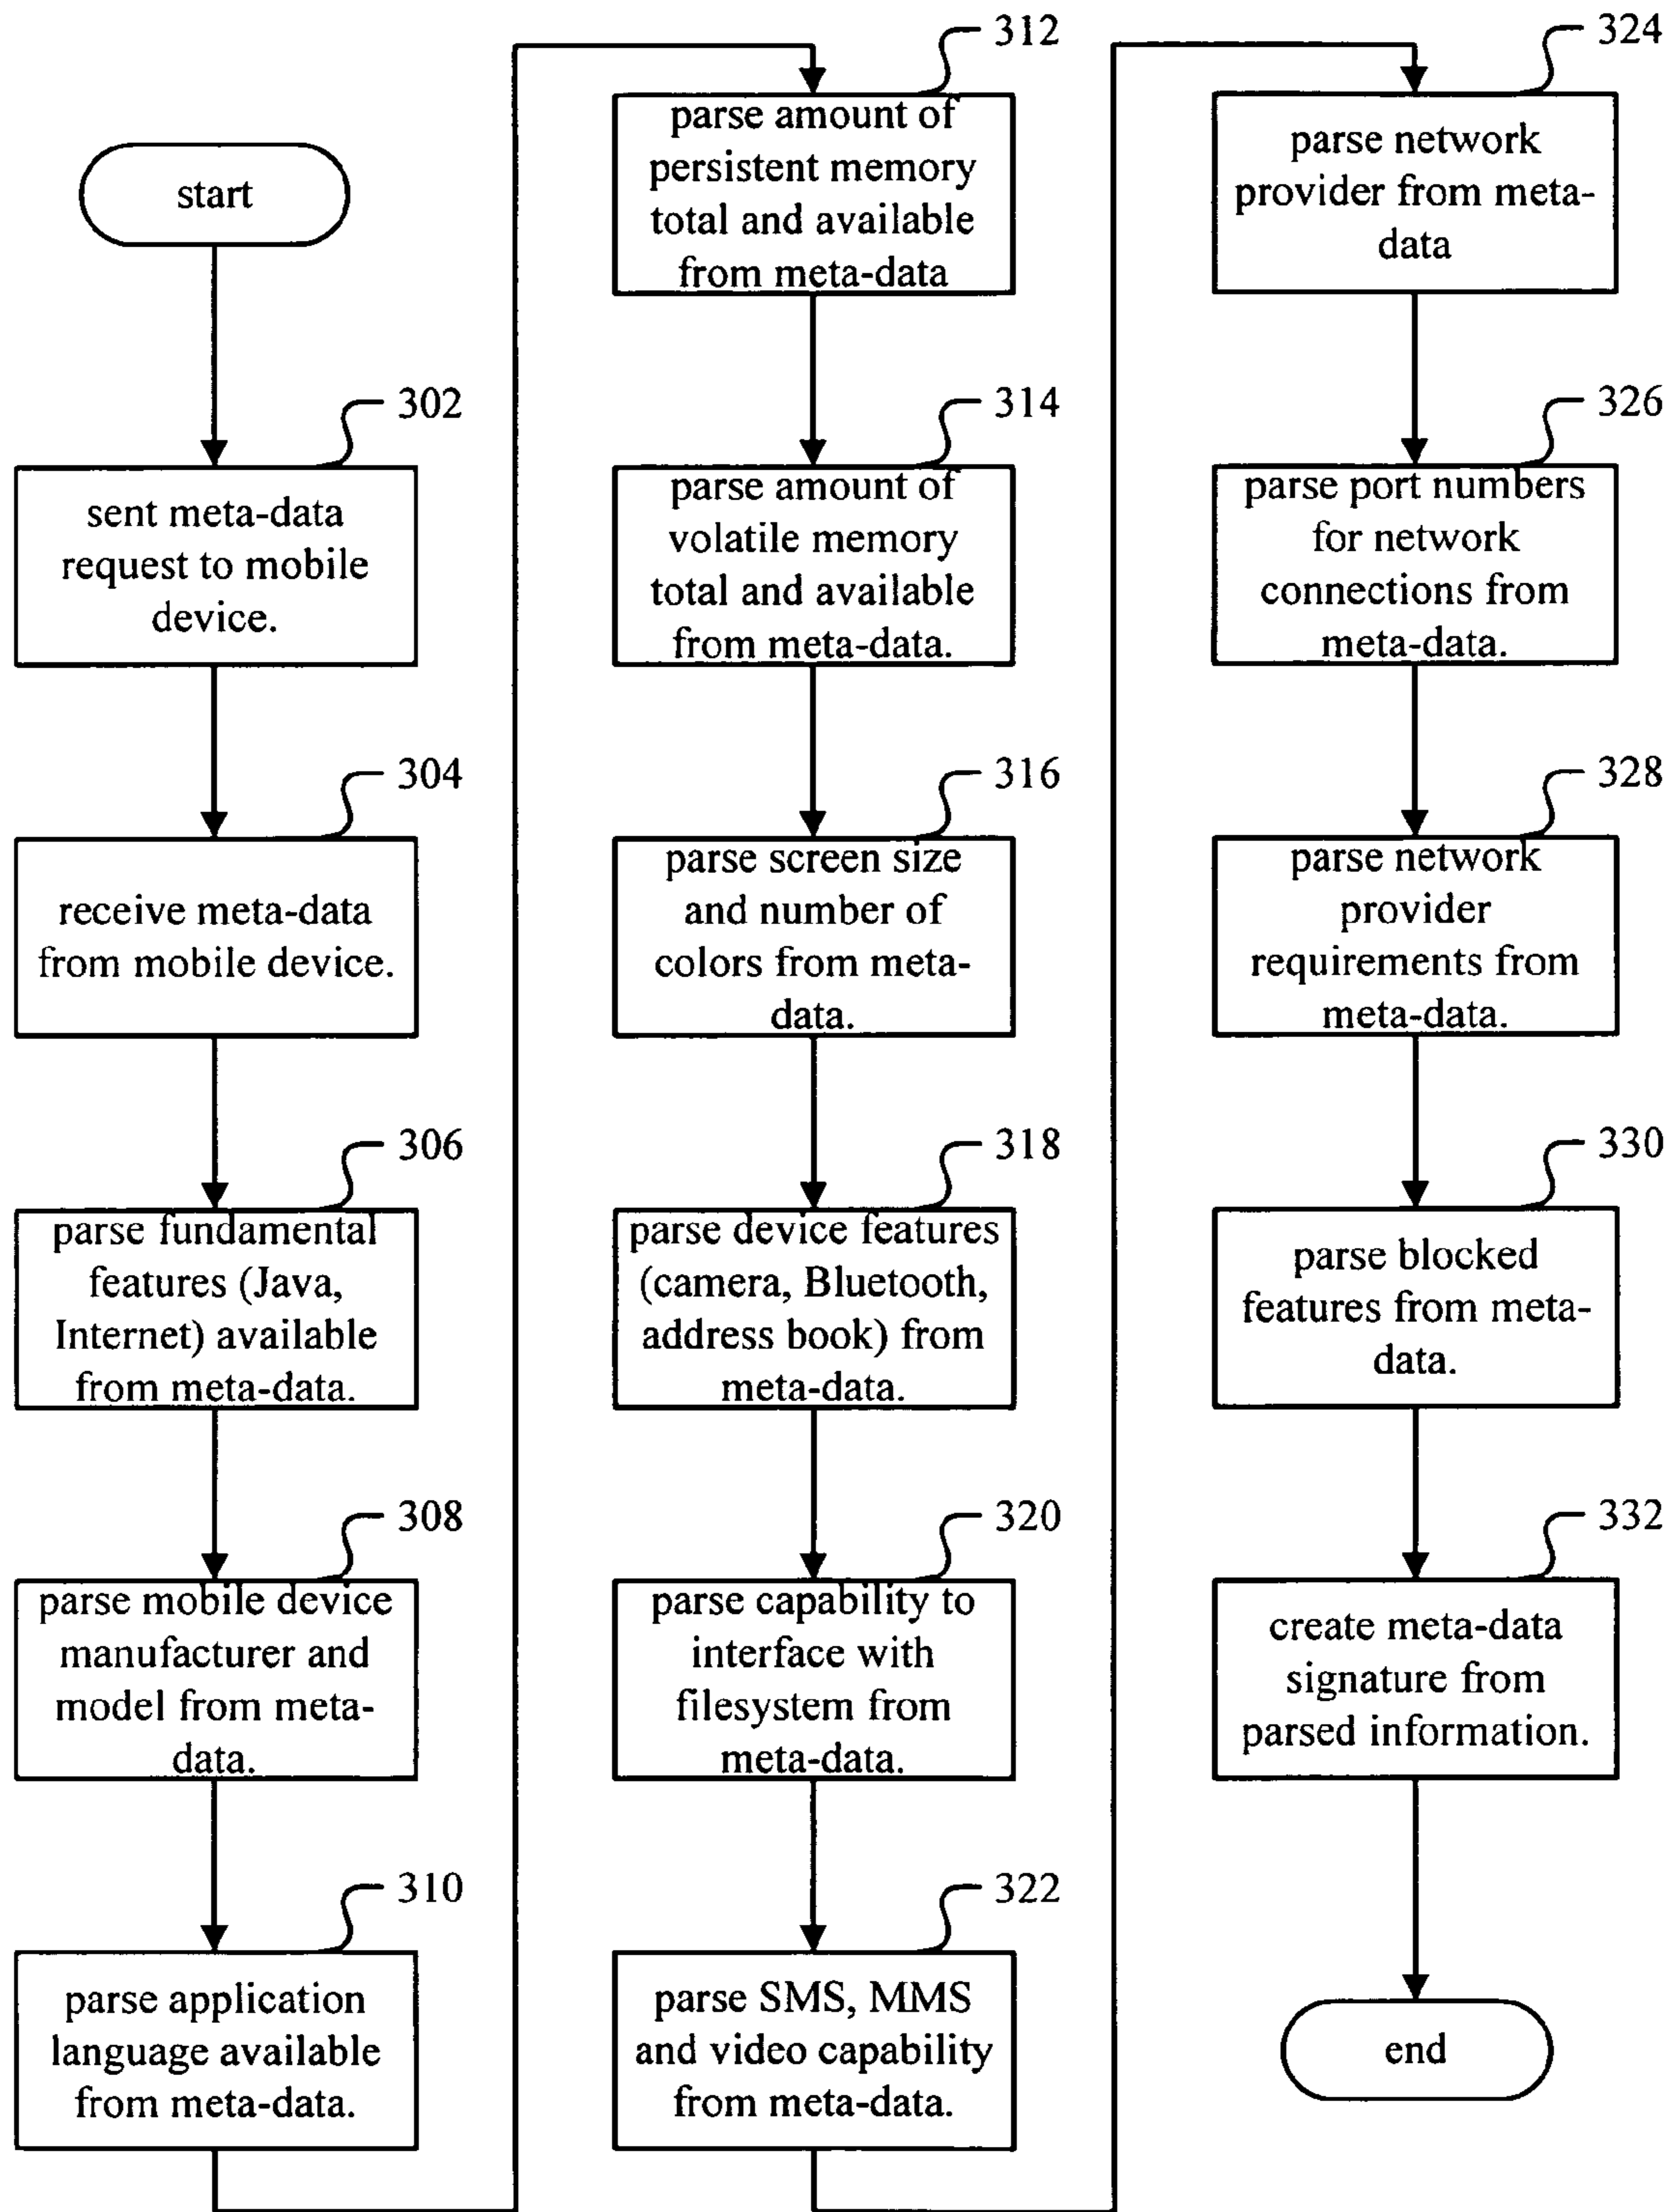 start
302
sent meta-data
request to mobile
device.
304
receive meta-data
from mobile device.
306
parse fundamental
features (Java,
Internet) available
from meta-data.
308
parse mobile device
manufacturer and
model from meta-
data.
310
parse application
language available
from meta-data.
312
parse amount of
persistent memory
total and available
from meta-data
314
parse amount of
volatile memory
total and available
from meta-data.
316
parse screen size
and number of
colors from meta-
data.
318
parse device features
(camera, Bluetooth,
address book) from
meta-data.
320
parse capability to
interface with
filesystem from
meta-data.
322
parse SMS, MMS
and video capability
from meta-data.
324
parse network
provider from meta-
data
326
parse port numbers
for network
connections from
meta-data.
328
parse network
provider
requirements from
meta-data.
330
parse blocked
features from meta-
data.
332
create meta-data
signature from
parsed information.
end